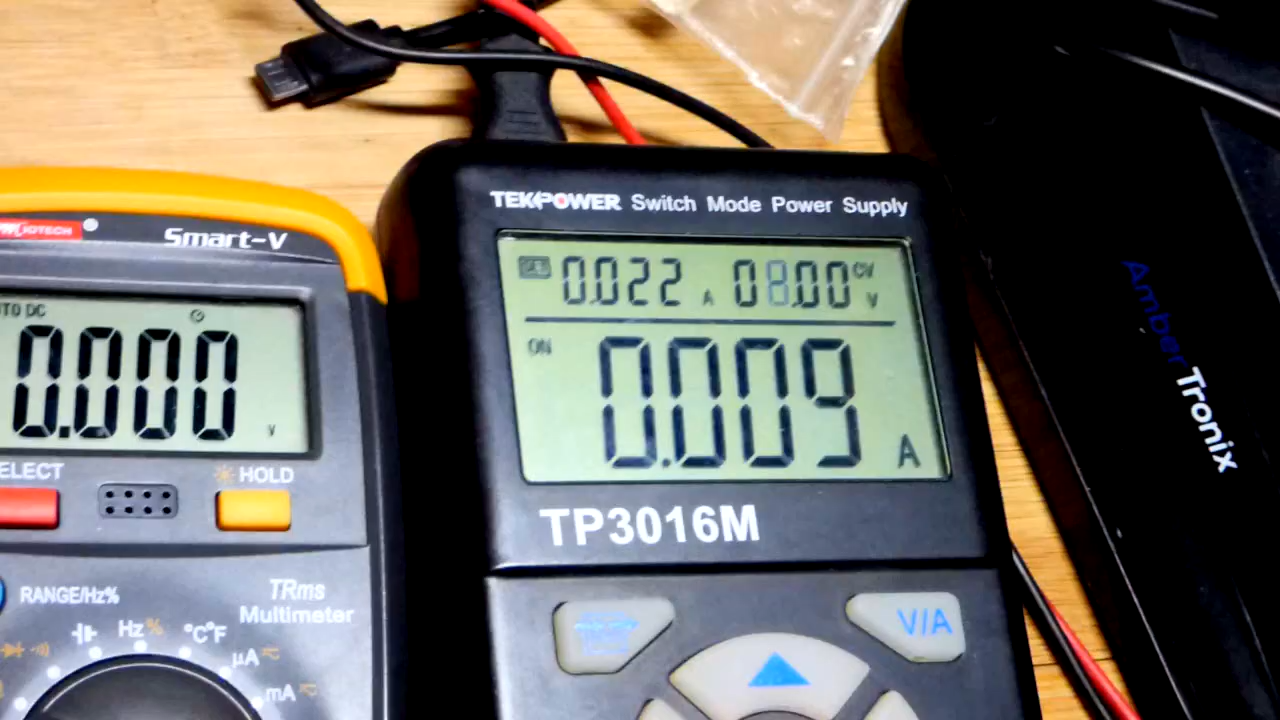 TEKPOWER Switch Mode Power Supply
SET 0.022 A 08.00 CV V
ON 0.009 A
TP3016M
V/A
Smart-V
AUTO DC
0.000 V
SELECT
HOLD
RANGE/Hz%
TRms
Multimeter
Hz%
°C°F
µA
mA
AmberTronix